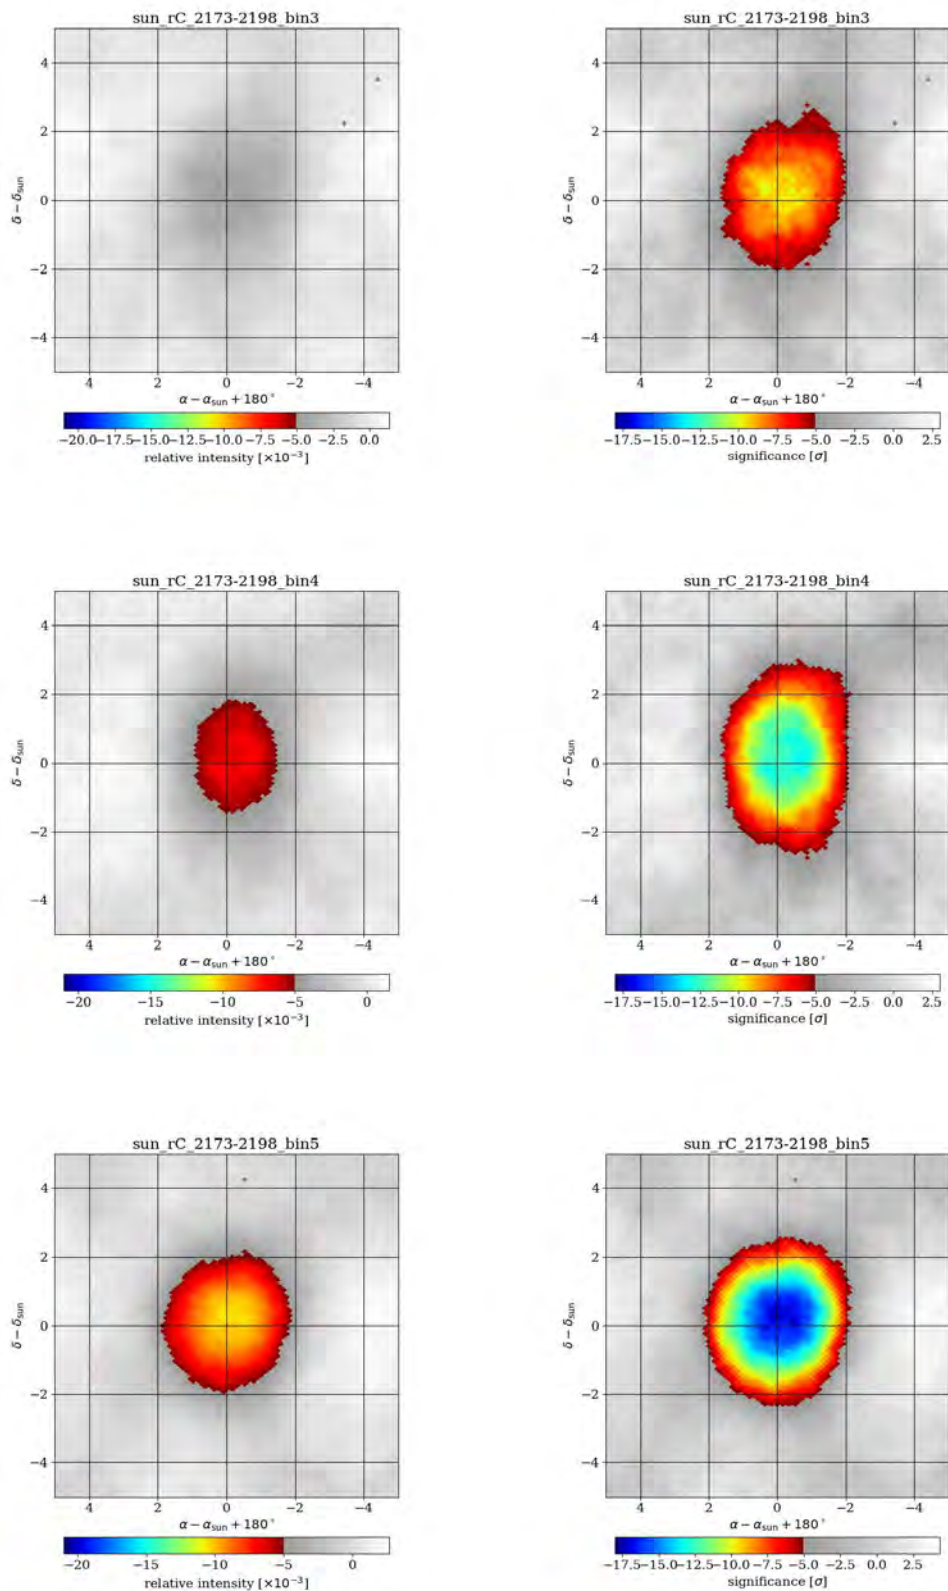 sun_rC_2173-2198_bin3
sun_rC_2173-2198_bin3
4
2
0
−2
−4
δ − δsun
4
2
0
−2
−4
δ − δsun
4 2 0 −2 −4
4 2 0 −2 −4
α − αsun + 180°
α − αsun + 180°
−20.0 −17.5 −15.0 −12.5 −10.0 −7.5 −5.0 −2.5 0.0
−17.5 −15.0 −12.5 −10.0 −7.5 −5.0 −2.5 0.0 2.5
relative intensity [×10⁻³]
significance [σ]
sun_rC_2173-2198_bin4
sun_rC_2173-2198_bin4
4
2
0
−2
−4
δ − δsun
4
2
0
−2
−4
δ − δsun
4 2 0 −2 −4
4 2 0 −2 −4
α − αsun + 180°
α − αsun + 180°
−20 −15 −10 −5 0
−17.5 −15.0 −12.5 −10.0 −7.5 −5.0 −2.5 0.0 2.5
relative intensity [×10⁻³]
significance [σ]
sun_rC_2173-2198_bin5
sun_rC_2173-2198_bin5
4
2
0
−2
−4
δ − δsun
4
2
0
−2
−4
δ − δsun
4 2 0 −2 −4
4 2 0 −2 −4
α − αsun + 180°
α − αsun + 180°
−20 −15 −10 −5 0
−17.5 −15.0 −12.5 −10.0 −7.5 −5.0 −2.5 0.0 2.5
relative intensity [×10⁻³]
significance [σ]